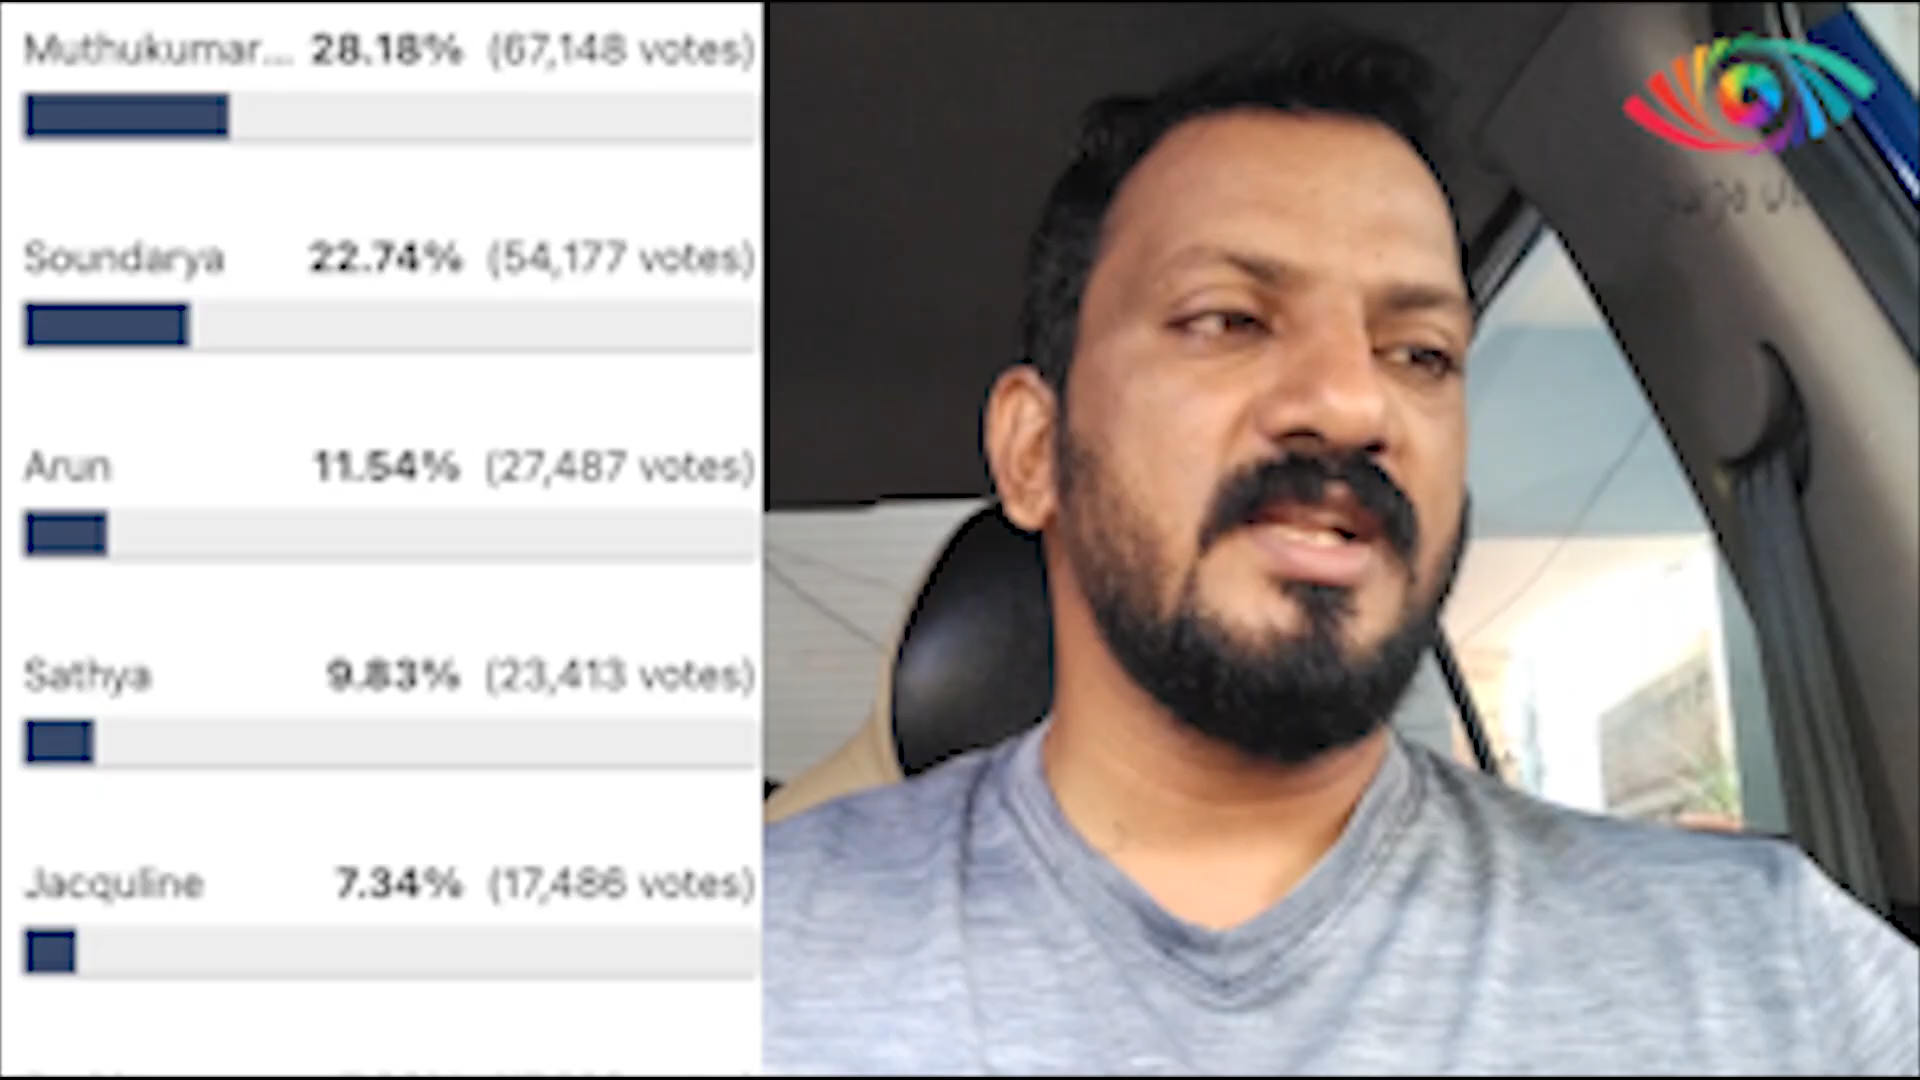 Muthukumar... 28.18% (67,148 votes)
Soundarya 22.74% (54,177 votes)
Arun 11.54% (27,487 votes)
Sathya 9.83% (23,413 votes)
Jacquline 7.34% (17,486 votes)